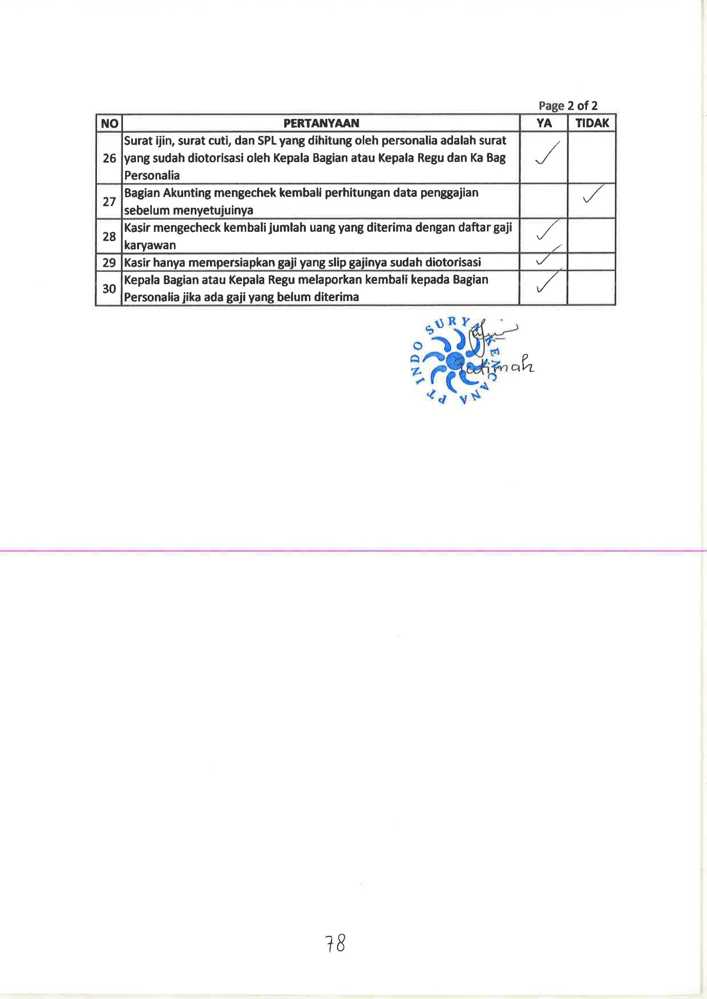 Page 2 of 2
NO PERTANYAAN YA TIDAK
Surat ijin, surat cuti, dan SPL yang dihitung oleh personalia adalah surat
26 yang sudah diotorisasi oleh Kepala Bagian atau Kepala Regu dan Ka Bag ✓
Personalia
27 Bagian Akunting mengechek kembali perhitungan data penggajian ✓
sebelum menyetujuinya
28 Kasir mengecheck kembali jumlah uang yang diterima dengan daftar gaji ✓
karyawan
29 Kasir hanya mempersiapkan gaji yang slip gajinya sudah diotorisasi ✓
30 Kepala Bagian atau Kepala Regu melaporkan kembali kepada Bagian ✓
Personalia jika ada gaji yang belum diterima
PT INDO SURYA KENCANA
78